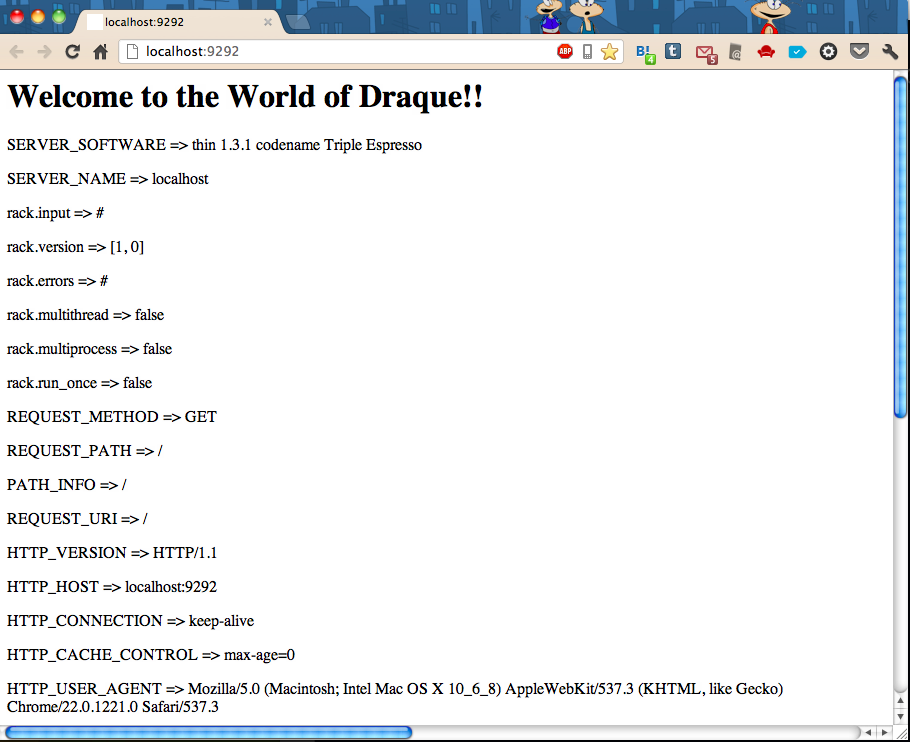 localhost:9292
localhost:9292
ABP
B!
4
t
5
Welcome to the World of Draque!!
SERVER_SOFTWARE => thin 1.3.1 codename Triple Espresso
SERVER_NAME => localhost
rack.input => #
rack.version => [1, 0]
rack.errors => #
rack.multithread => false
rack.multiprocess => false
rack.run_once => false
REQUEST_METHOD => GET
REQUEST_PATH => /
PATH_INFO => /
REQUEST_URI => /
HTTP_VERSION => HTTP/1.1
HTTP_HOST => localhost:9292
HTTP_CONNECTION => keep-alive
HTTP_CACHE_CONTROL => max-age=0
HTTP_USER_AGENT => Mozilla/5.0 (Macintosh; Intel Mac OS X 10_6_8) AppleWebKit/537.3 (KHTML, like Gecko)
Chrome/22.0.1221.0 Safari/537.3